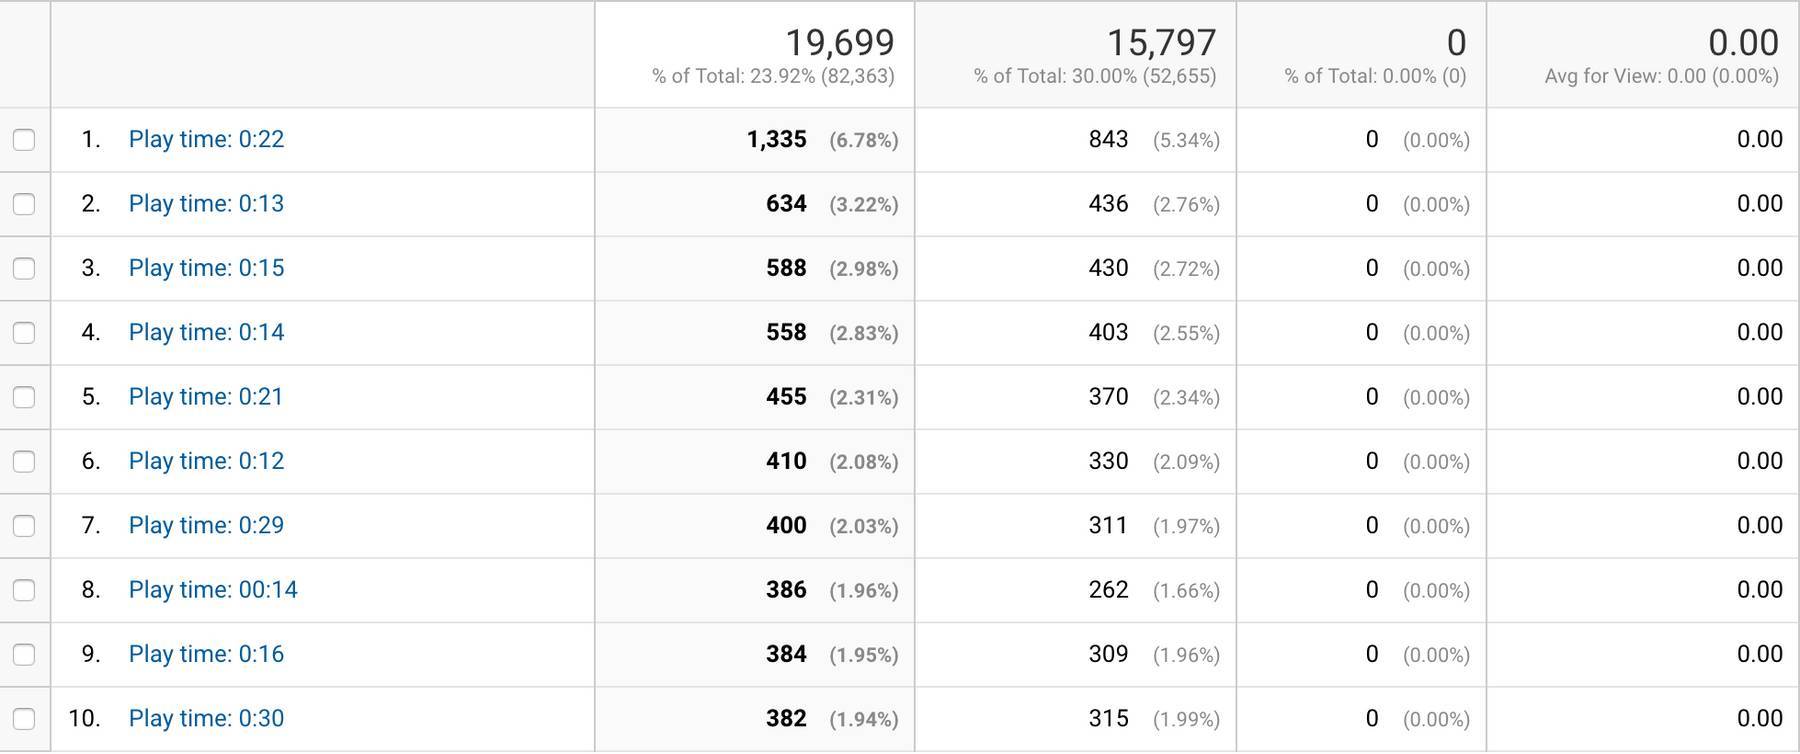 19,699 15,797 0 0.00
% of Total: 23.92% (82,363) % of Total: 30.00% (52,655) % of Total: 0.00% (0) Avg for View: 0.00 (0.00%)
1. Play time: 0:22 1,335 (6.78%) 843 (5.34%) 0 (0.00%) 0.00
2. Play time: 0:13 634 (3.22%) 436 (2.76%) 0 (0.00%) 0.00
3. Play time: 0:15 588 (2.98%) 430 (2.72%) 0 (0.00%) 0.00
4. Play time: 0:14 558 (2.83%) 403 (2.55%) 0 (0.00%) 0.00
5. Play time: 0:21 455 (2.31%) 370 (2.34%) 0 (0.00%) 0.00
6. Play time: 0:12 410 (2.08%) 330 (2.09%) 0 (0.00%) 0.00
7. Play time: 0:29 400 (2.03%) 311 (1.97%) 0 (0.00%) 0.00
8. Play time: 00:14 386 (1.96%) 262 (1.66%) 0 (0.00%) 0.00
9. Play time: 0:16 384 (1.95%) 309 (1.96%) 0 (0.00%) 0.00
10. Play time: 0:30 382 (1.94%) 315 (1.99%) 0 (0.00%) 0.00